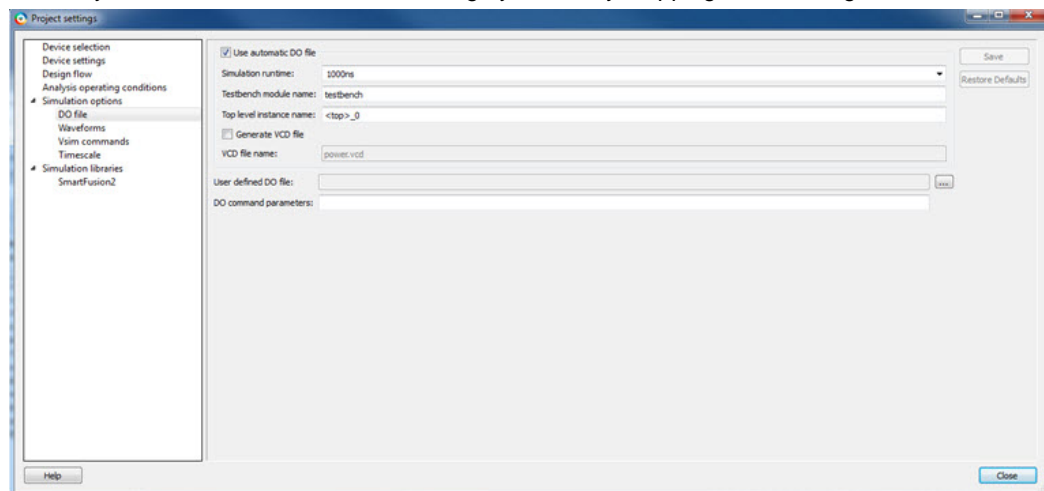 Project settings
Device selection
Device settings
Design flow
Analysis operating conditions
Simulation options
DO file
Waveforms
Vsim commands
Timescale
Simulation libraries
SmartFusion2
Use automatic DO file
Simulation runtime: 1000ns
Testbench module name: testbench
Top level instance name: <top>_0
Generate VCD file
VCD file name: power.vcd
User defined DO file: ...
DO command parameters:
Save
Restore Defaults
Help
Close